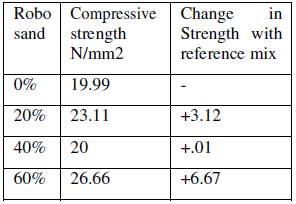 Robo sand Compressive strength N/mm2 Change in Strength with reference mix
0% 19.99 -
20% 23.11 +3.12
40% 20 +.01
60% 26.66 +6.67